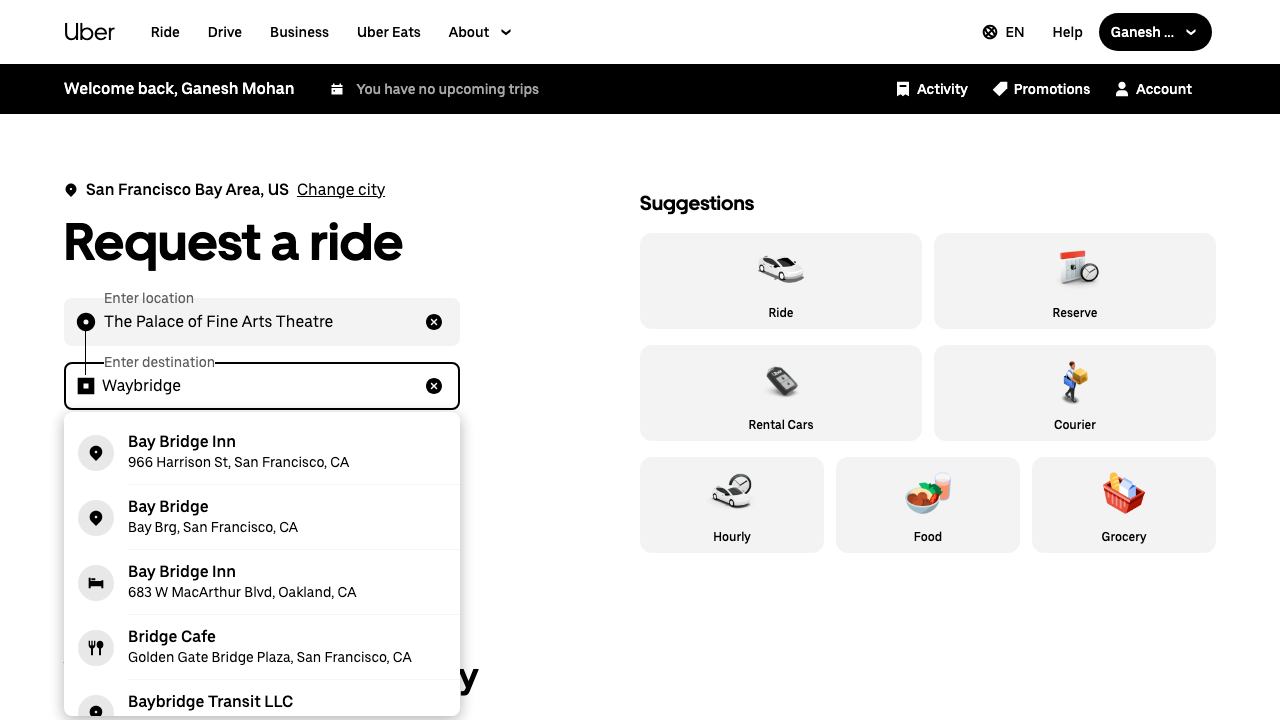 Uber
Ride
Drive
Business
Uber Eats
About
EN
Help
Ganesh ...
Welcome back, Ganesh Mohan
You have no upcoming trips
Activity
Promotions
Account
San Francisco Bay Area, US
Change city
Request a ride
Enter location
The Palace of Fine Arts Theatre
Enter destination
Waybridge
Bay Bridge Inn
966 Harrison St, San Francisco, CA
Bay Bridge
Bay Brg, San Francisco, CA
Bay Bridge Inn
683 W MacArthur Blvd, Oakland, CA
Bridge Cafe
Golden Gate Bridge Plaza, San Francisco, CA
Baybridge Transit LLC
y
Suggestions
Ride
Reserve
Rental Cars
Courier
Hourly
Food
Grocery